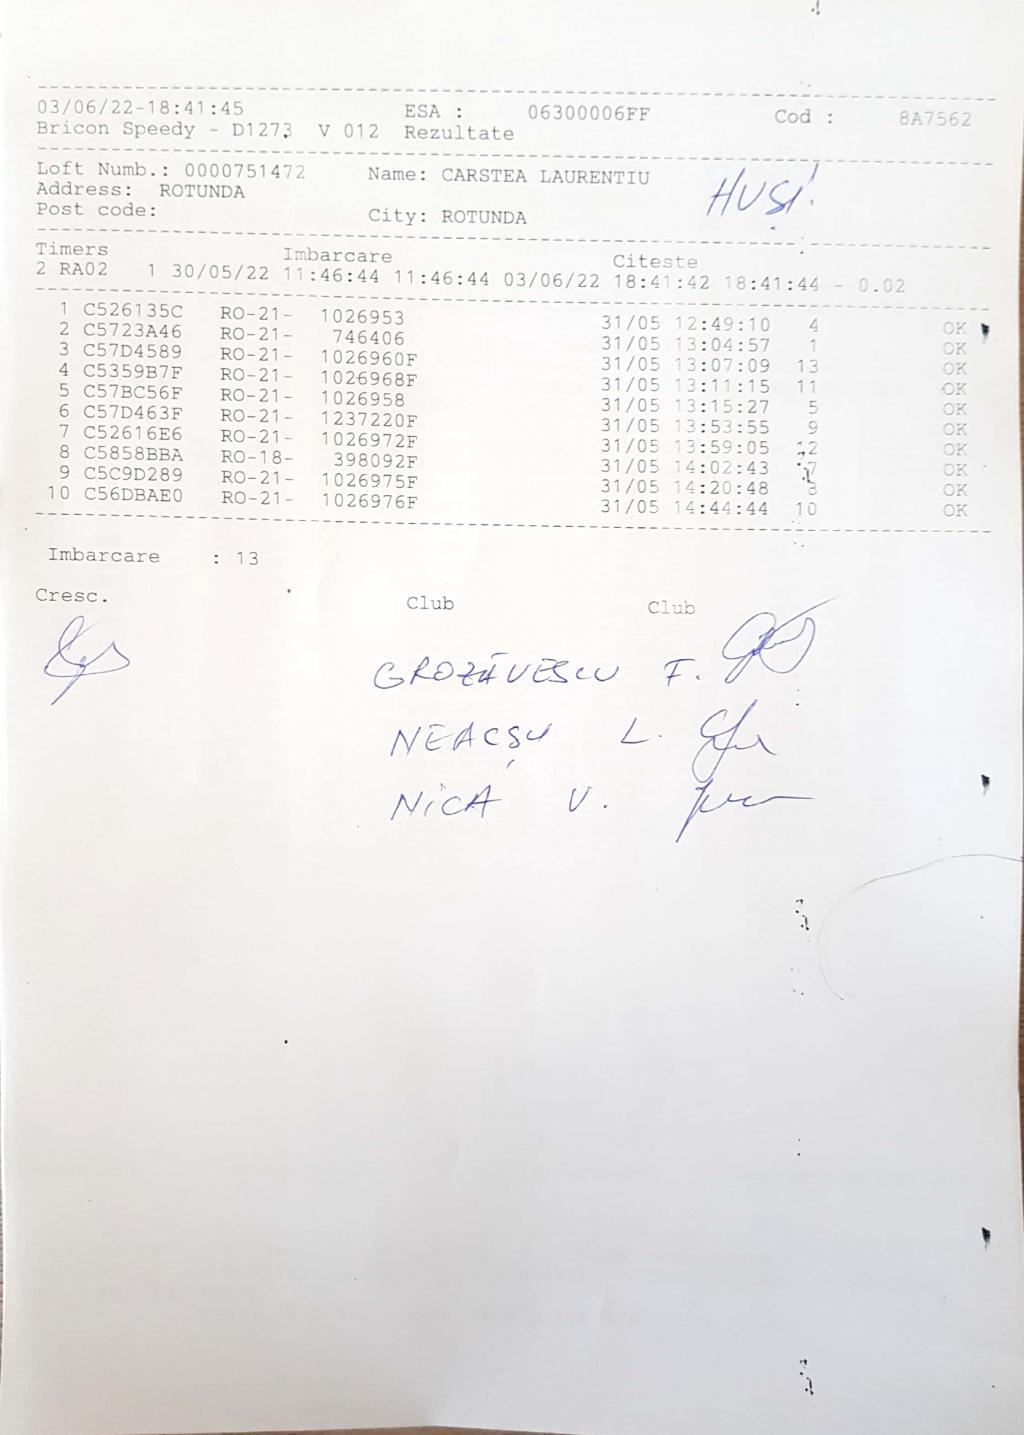 03/06/22-18:41:45 ESA : 06300006FF Cod : 8A7562
Bricon Speedy - D1273 V 012 Rezultate
Loft Numb.: 0000751472 Name: CARSTEA LAURENTIU HUȘI
Address: ROTUNDA
Post code: City: ROTUNDA
Timers Imbarcare Citeste
2 RA02 1 30/05/22 11:46:44 11:46:44 03/06/22 18:41:42 18:41:44 - 0.02
1 C526135C RO-21- 1026953 31/05 12:49:10 4 OK
2 C5723A46 RO-21- 746406 31/05 13:04:57 1 OK
3 C57D4589 RO-21- 1026960F 31/05 13:07:09 13 OK
4 C5359B7F RO-21- 1026968F 31/05 13:11:15 11 OK
5 C57BC56F RO-21- 1026958 31/05 13:15:27 5 OK
6 C57D463F RO-21- 1237220F 31/05 13:53:55 9 OK
7 C52616E6 RO-21- 1026972F 31/05 13:59:05 12 OK
8 C5858BBA RO-18- 398092F 31/05 14:02:43 7 OK
9 C5C9D289 RO-21- 1026975F 31/05 14:20:48 3 OK
10 C56DBAE0 RO-21- 1026976F 31/05 14:44:44 10 OK
Imbarcare : 13
Cresc. Club Club
GROZĂVESCU F.
NEACȘU L.
NICA V.